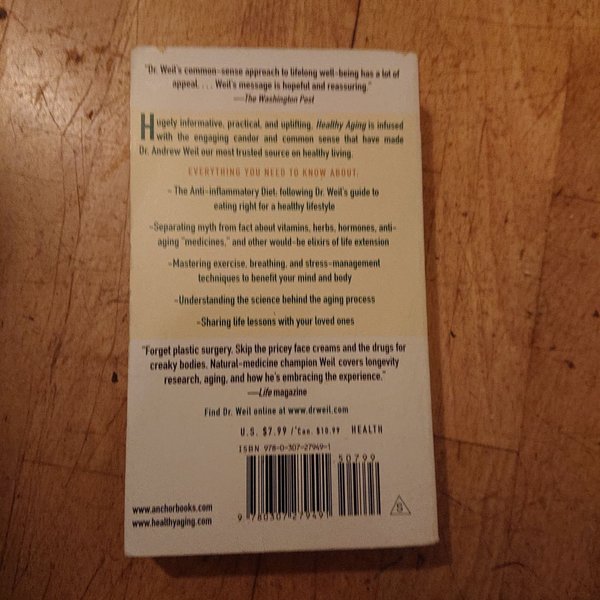 "Dr. Weil's common-sense approach to lifelong well-being has a lot of
appeal. . . . Weil's message is hopeful and reassuring."
—The Washington Post
Hugely informative, practical, and uplifting, Healthy Aging is infused
with the engaging candor and common sense that have made
Dr. Andrew Weil our most trusted source on healthy living.
EVERYTHING YOU NEED TO KNOW ABOUT:
–The Anti-inflammatory Diet: following Dr. Weil's guide to
eating right for a healthy lifestyle
–Separating myth from fact about vitamins, herbs, hormones, anti-
aging "medicines," and other would-be elixirs of life extension
–Mastering exercise, breathing, and stress-management
techniques to benefit your mind and body
–Understanding the science behind the aging process
–Sharing life lessons with your loved ones
"Forget plastic surgery. Skip the pricey face creams and the drugs for
creaky bodies. Natural-medicine champion Weil covers longevity
research, aging, and how he's embracing the experience."
—Life magazine
Find Dr. Weil online at www.drweil.com
U.S. $7.99 / *Can. $10.99 HEALTH
ISBN 978-0-307-27949-1
50799
9 780307 279491
S
www.anchorbooks.com
www.healthyaging.com